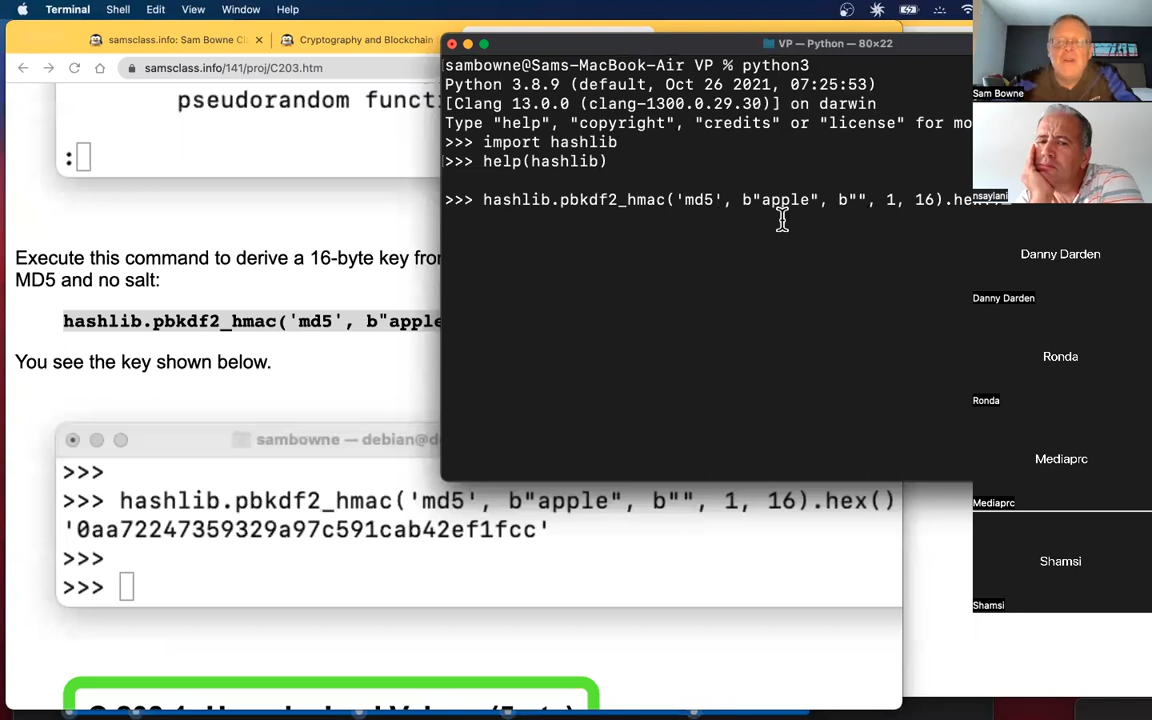 Terminal Shell Edit View Window Help
samsclass.info: Sam Bowne Cl
Cryptography and Blockchain
samsclass.info/141/proj/C203.htm
pseudorandom functi
:
Execute this command to derive a 16-byte key from
MD5 and no salt:
hashlib.pbkdf2_hmac('md5', b"apple
You see the key shown below.
sambowne — debian@d
>>>
>>> hashlib.pbkdf2_hmac('md5', b"apple", b"", 1, 16).hex()
'0aa72247359329a97c591cab42ef1fcc'
>>>
>>>
VP — Python — 80×22
sambowne@Sams-MacBook-Air VP % python3
Python 3.8.9 (default, Oct 26 2021, 07:25:53)
[Clang 13.0.0 (clang-1300.0.29.30)] on darwin
Type "help", "copyright", "credits" or "license" for mo
>>> import hashlib
>>> help(hashlib)
>>> hashlib.pbkdf2_hmac('md5', b"apple", b"", 1, 16).he
Sam Bowne
nsaylani
Danny Darden
Danny Darden
Ronda
Ronda
Mediaprc
Mediaprc
Shamsi
Shamsi